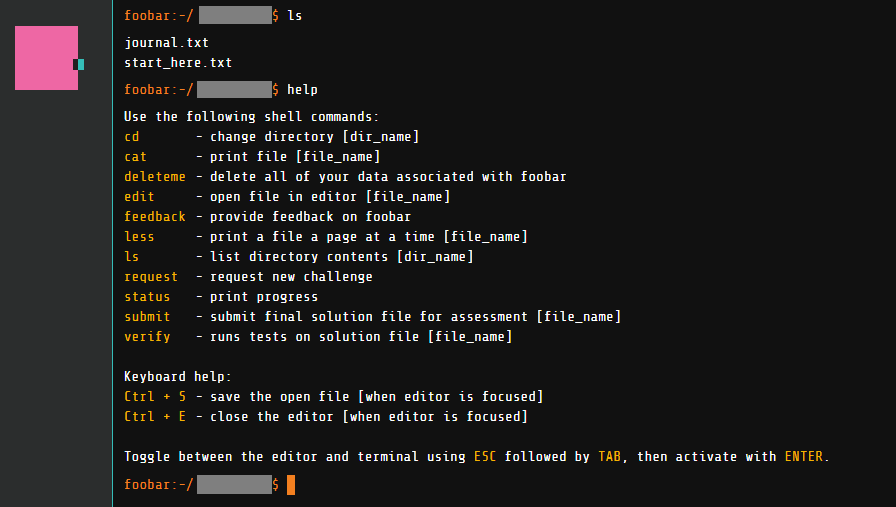 foobar:~/ $ ls
journal.txt
start_here.txt
foobar:~/ $ help
Use the following shell commands:
cd - change directory [dir_name]
cat - print file [file_name]
deleteme - delete all of your data associated with foobar
edit - open file in editor [file_name]
feedback - provide feedback on foobar
less - print a file a page at a time [file_name]
ls - list directory contents [dir_name]
request - request new challenge
status - print progress
submit - submit final solution file for assessment [file_name]
verify - runs tests on solution file [file_name]
Keyboard help:
Ctrl + S - save the open file [when editor is focused]
Ctrl + E - close the editor [when editor is focused]
Toggle between the editor and terminal using ESC followed by TAB, then activate with ENTER.
foobar:~/ $